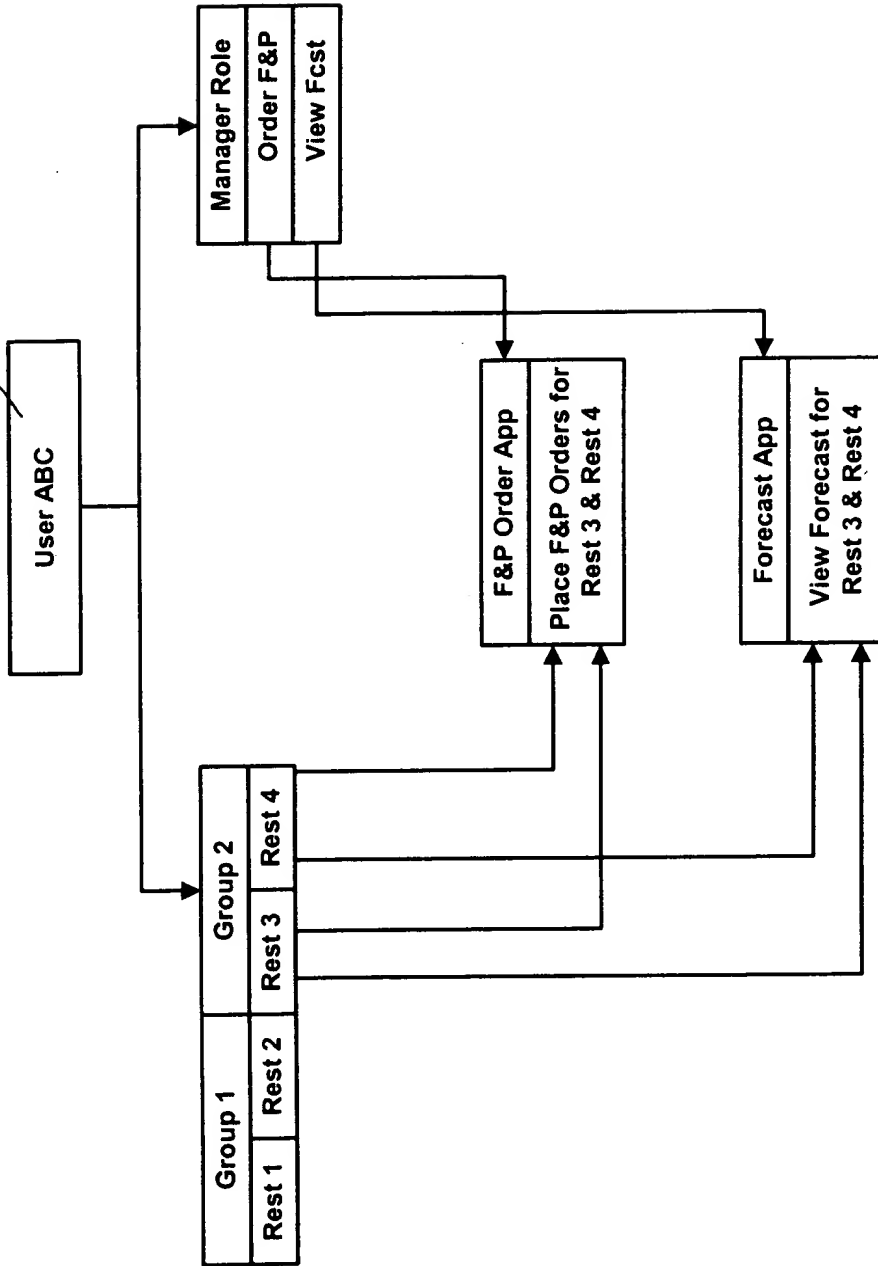 User ABC
Manager Role
Order F&P
View Fcst
Group 1
Group 2
Rest 1
Rest 2
Rest 3
Rest 4
F&P Order App
Place F&P Orders for
Rest 3 & Rest 4
Forecast App
View Forecast for
Rest 3 & Rest 4